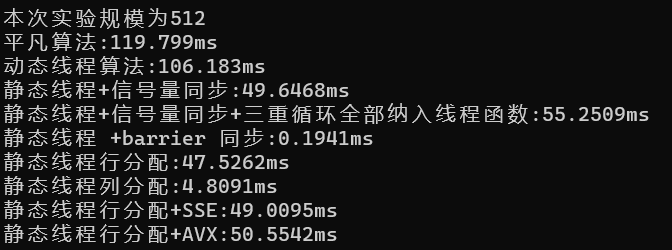 本次实验规模为512
平凡算法:119.799ms
动态线程算法:106.183ms
静态线程+信号量同步:49.6468ms
静态线程+信号量同步+三重循环全部纳入线程函数:55.2509ms
静态线程 +barrier 同步:0.1941ms
静态线程行分配:47.5262ms
静态线程列分配:4.8091ms
静态线程行分配+SSE:49.0095ms
静态线程行分配+AVX:50.5542ms